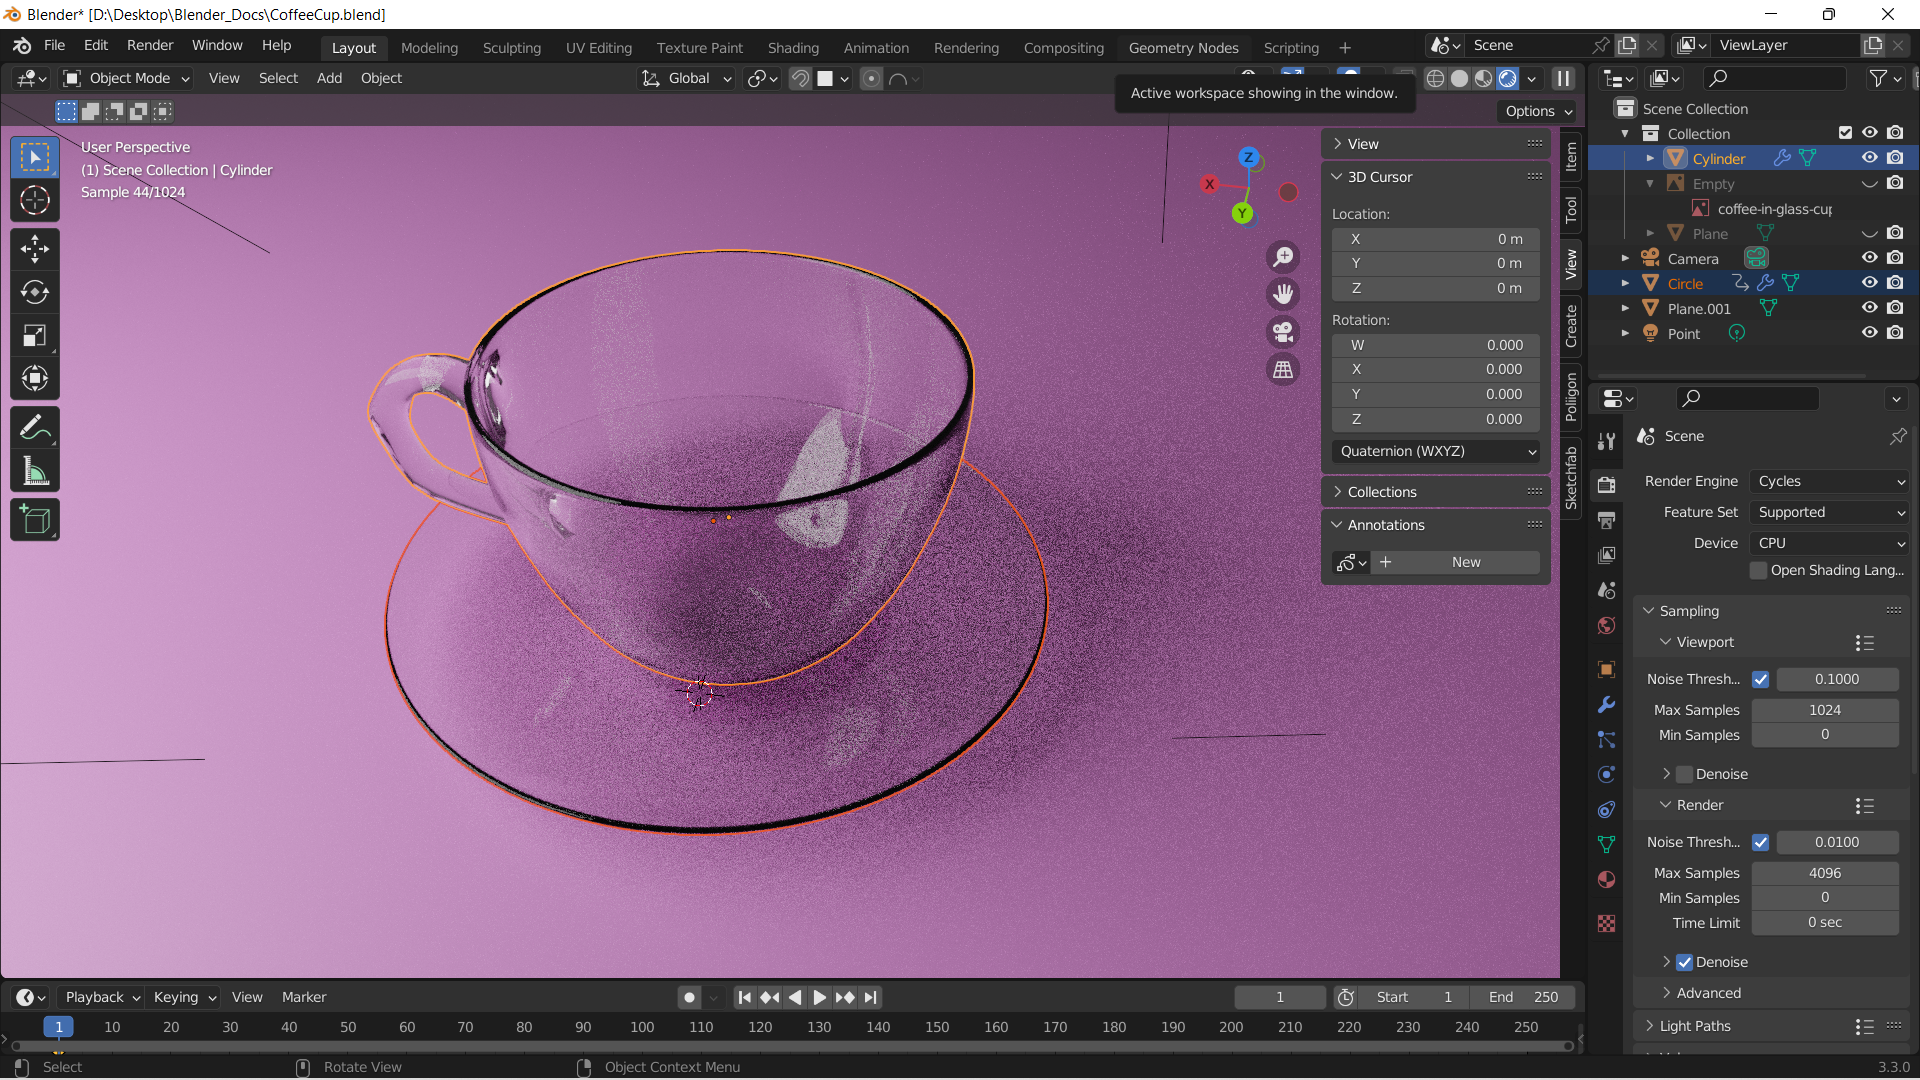 Blender* [D:\Desktop\Blender_Docs\CoffeeCup.blend]
File Edit Render Window Help
Layout Modeling Sculpting UV Editing Texture Paint Shading Animation Rendering Compositing Geometry Nodes Scripting +
Scene
ViewLayer
Object Mode View Select Add Object
Global
Active workspace showing in the window.
Options
User Perspective
(1) Scene Collection | Cylinder
Sample 44/1024
Z
X
Y
View
3D Cursor
Location:
X 0 m
Y 0 m
Z 0 m
Rotation:
W 0.000
X 0.000
Y 0.000
Z 0.000
Quaternion (WXYZ)
Collections
Annotations
+ New
Item
Tool
View
Create
Poliigon
Sketchfab
Scene Collection
Collection
Cylinder
Empty
coffee-in-glass-cup
Plane
Camera
Circle
Plane.001
Point
Scene
Render Engine Cycles
Feature Set Supported
Device CPU
Open Shading Lang...
Sampling
Viewport
Noise Thresh... 0.1000
Max Samples 1024
Min Samples 0
Denoise
Render
Noise Thresh... 0.0100
Max Samples 4096
Min Samples 0
Time Limit 0 sec
Denoise
Advanced
Light Paths
Playback Keying View Marker
1
Start 1
End 250
1 10 20 30 40 50 60 70 80 90 100 110 120 130 140 150 160 170 180 190 200 210 220 230 240 250
Select
Rotate View
Object Context Menu
3.3.0